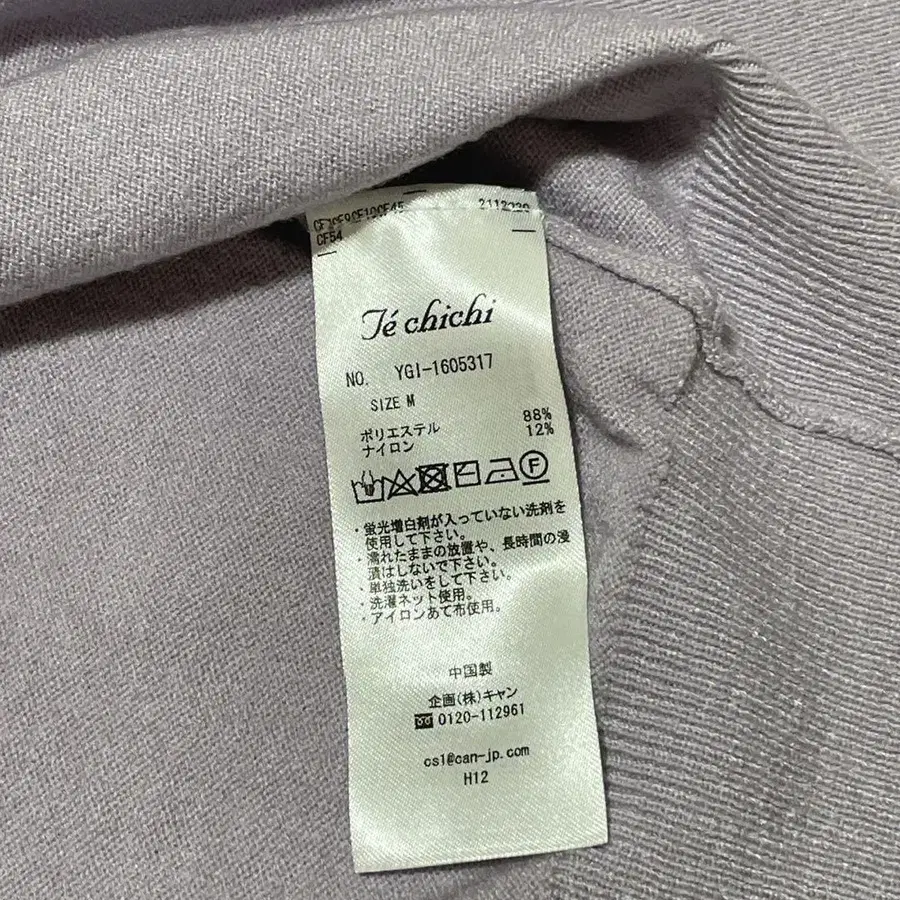 CF54
Té chichi
NO. YGI-1605317
SIZE M
ポリエステル 88%
ナイロン 12%
F
・蛍光増白剤が入っていない洗剤を
使用して下さい。
・濡れたままの放置や、長時間の浸
漬はしないで下さい。
・単独洗いをして下さい。
・洗濯ネット使用。
・アイロンあて布使用。
中国製
企画(株)キャン
0120-112961
cs1@can-jp.com
H12